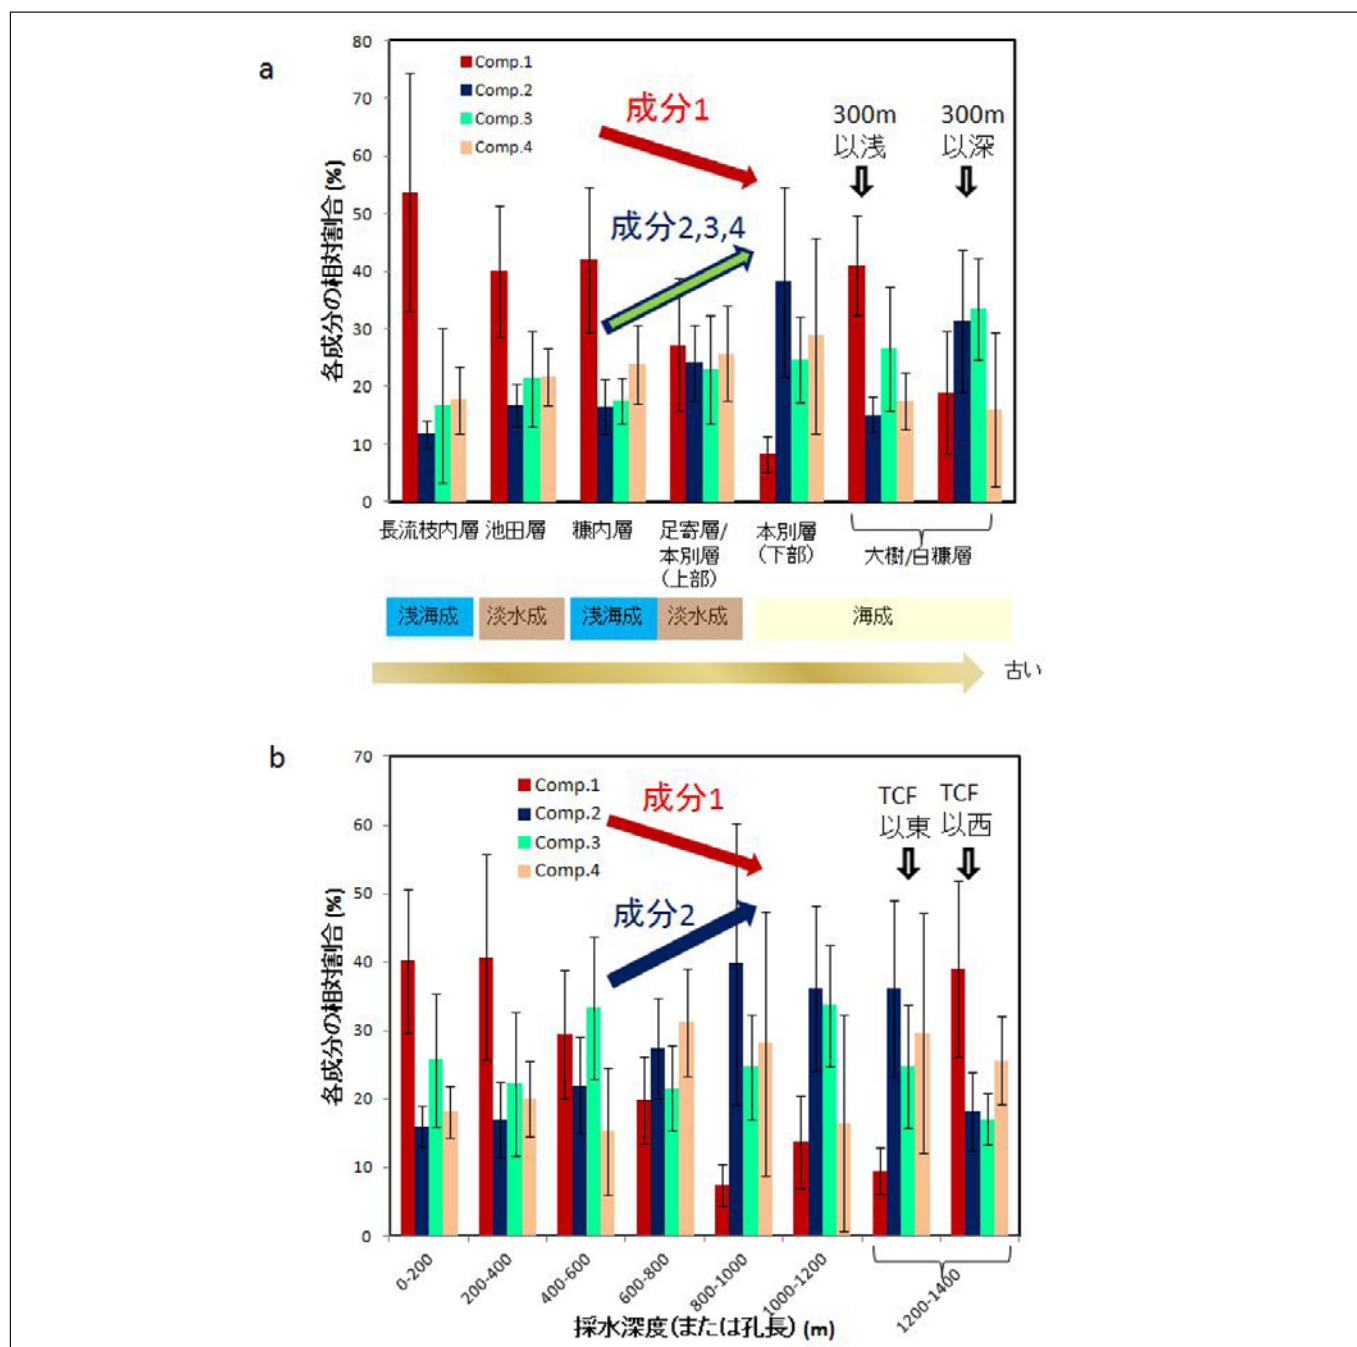 a
80
70
60
50
40
30
20
10
0
各成分の相対割合 (%)
Comp.1
Comp.2
Comp.3
Comp.4
成分1
成分2,3,4
300m
以浅
300m
以深
長流枝内層
池田層
糠内層
足寄層/
本別層
(上部)
本別層
(下部)
大樹/白糠層
浅海成
淡水成
浅海成
淡水成
海成
古い
b
70
60
50
40
30
20
10
0
各成分の相対割合 (%)
Comp.1
Comp.2
Comp.3
Comp.4
成分1
成分2
TCF
以東
TCF
以西
0-200
200-400
400-600
600-800
800-1000
1000-1200
1200-1400
採水深度(または孔長) (m)